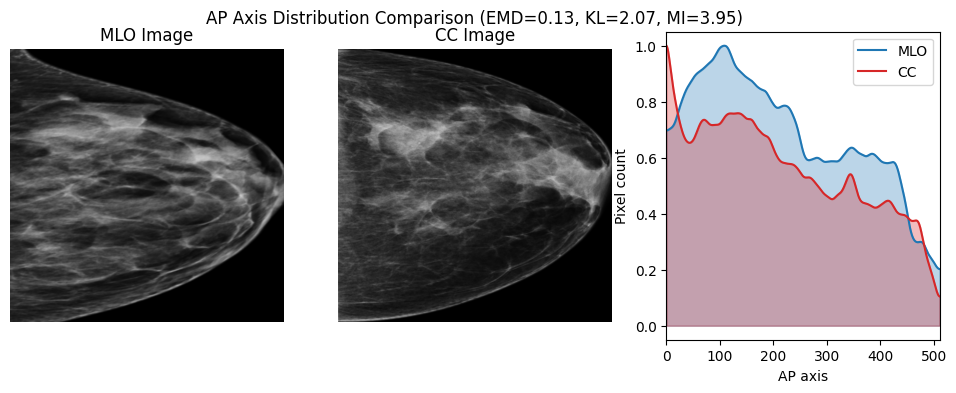 AP Axis Distribution Comparison (EMD=0.13, KL=2.07, MI=3.95)
MLO Image
CC Image
MLO
CC
1.0
0.8
0.6
0.4
0.2
0.0
Pixel count
0 100 200 300 400 500
AP axis